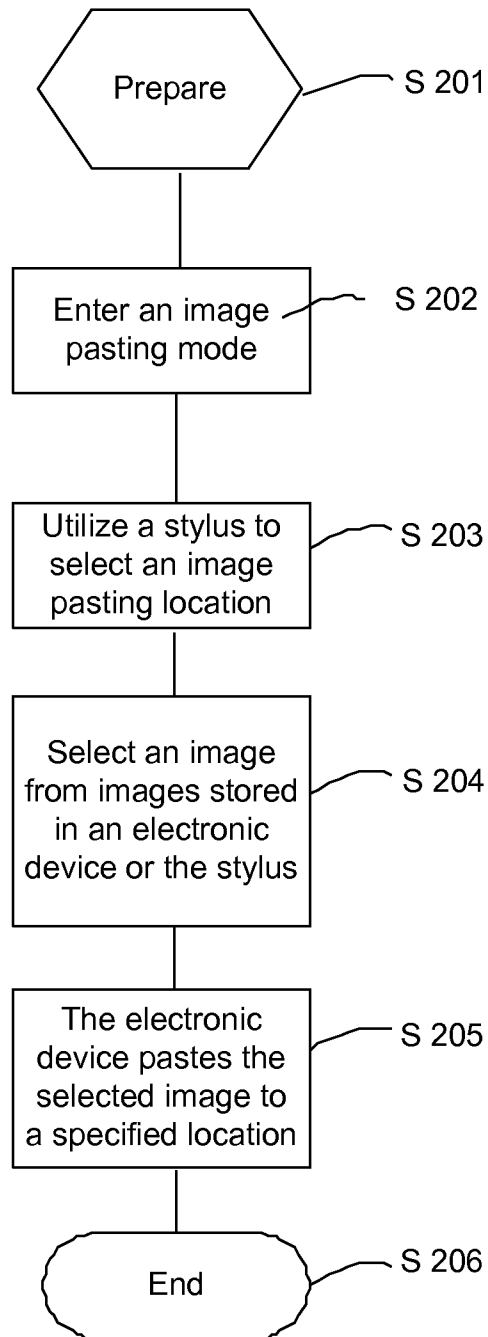 Prepare
S 201
Enter an image
pasting mode
S 202
Utilize a stylus to
select an image
pasting location
S 203
Select an image
from images stored
in an electronic
device or the stylus
S 204
The electronic
device pastes the
selected image to
a specified location
S 205
End
S 206